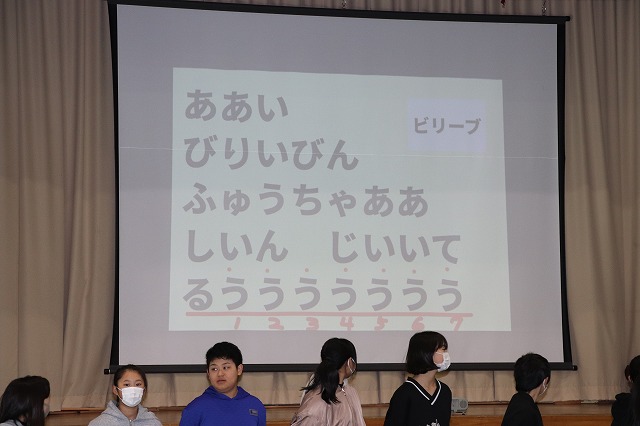 ああい
ビリーブ
びりいびん
ふゅうちゃああ
しいん　じいいて
るううううううう
1 2 3 4 5 6 7